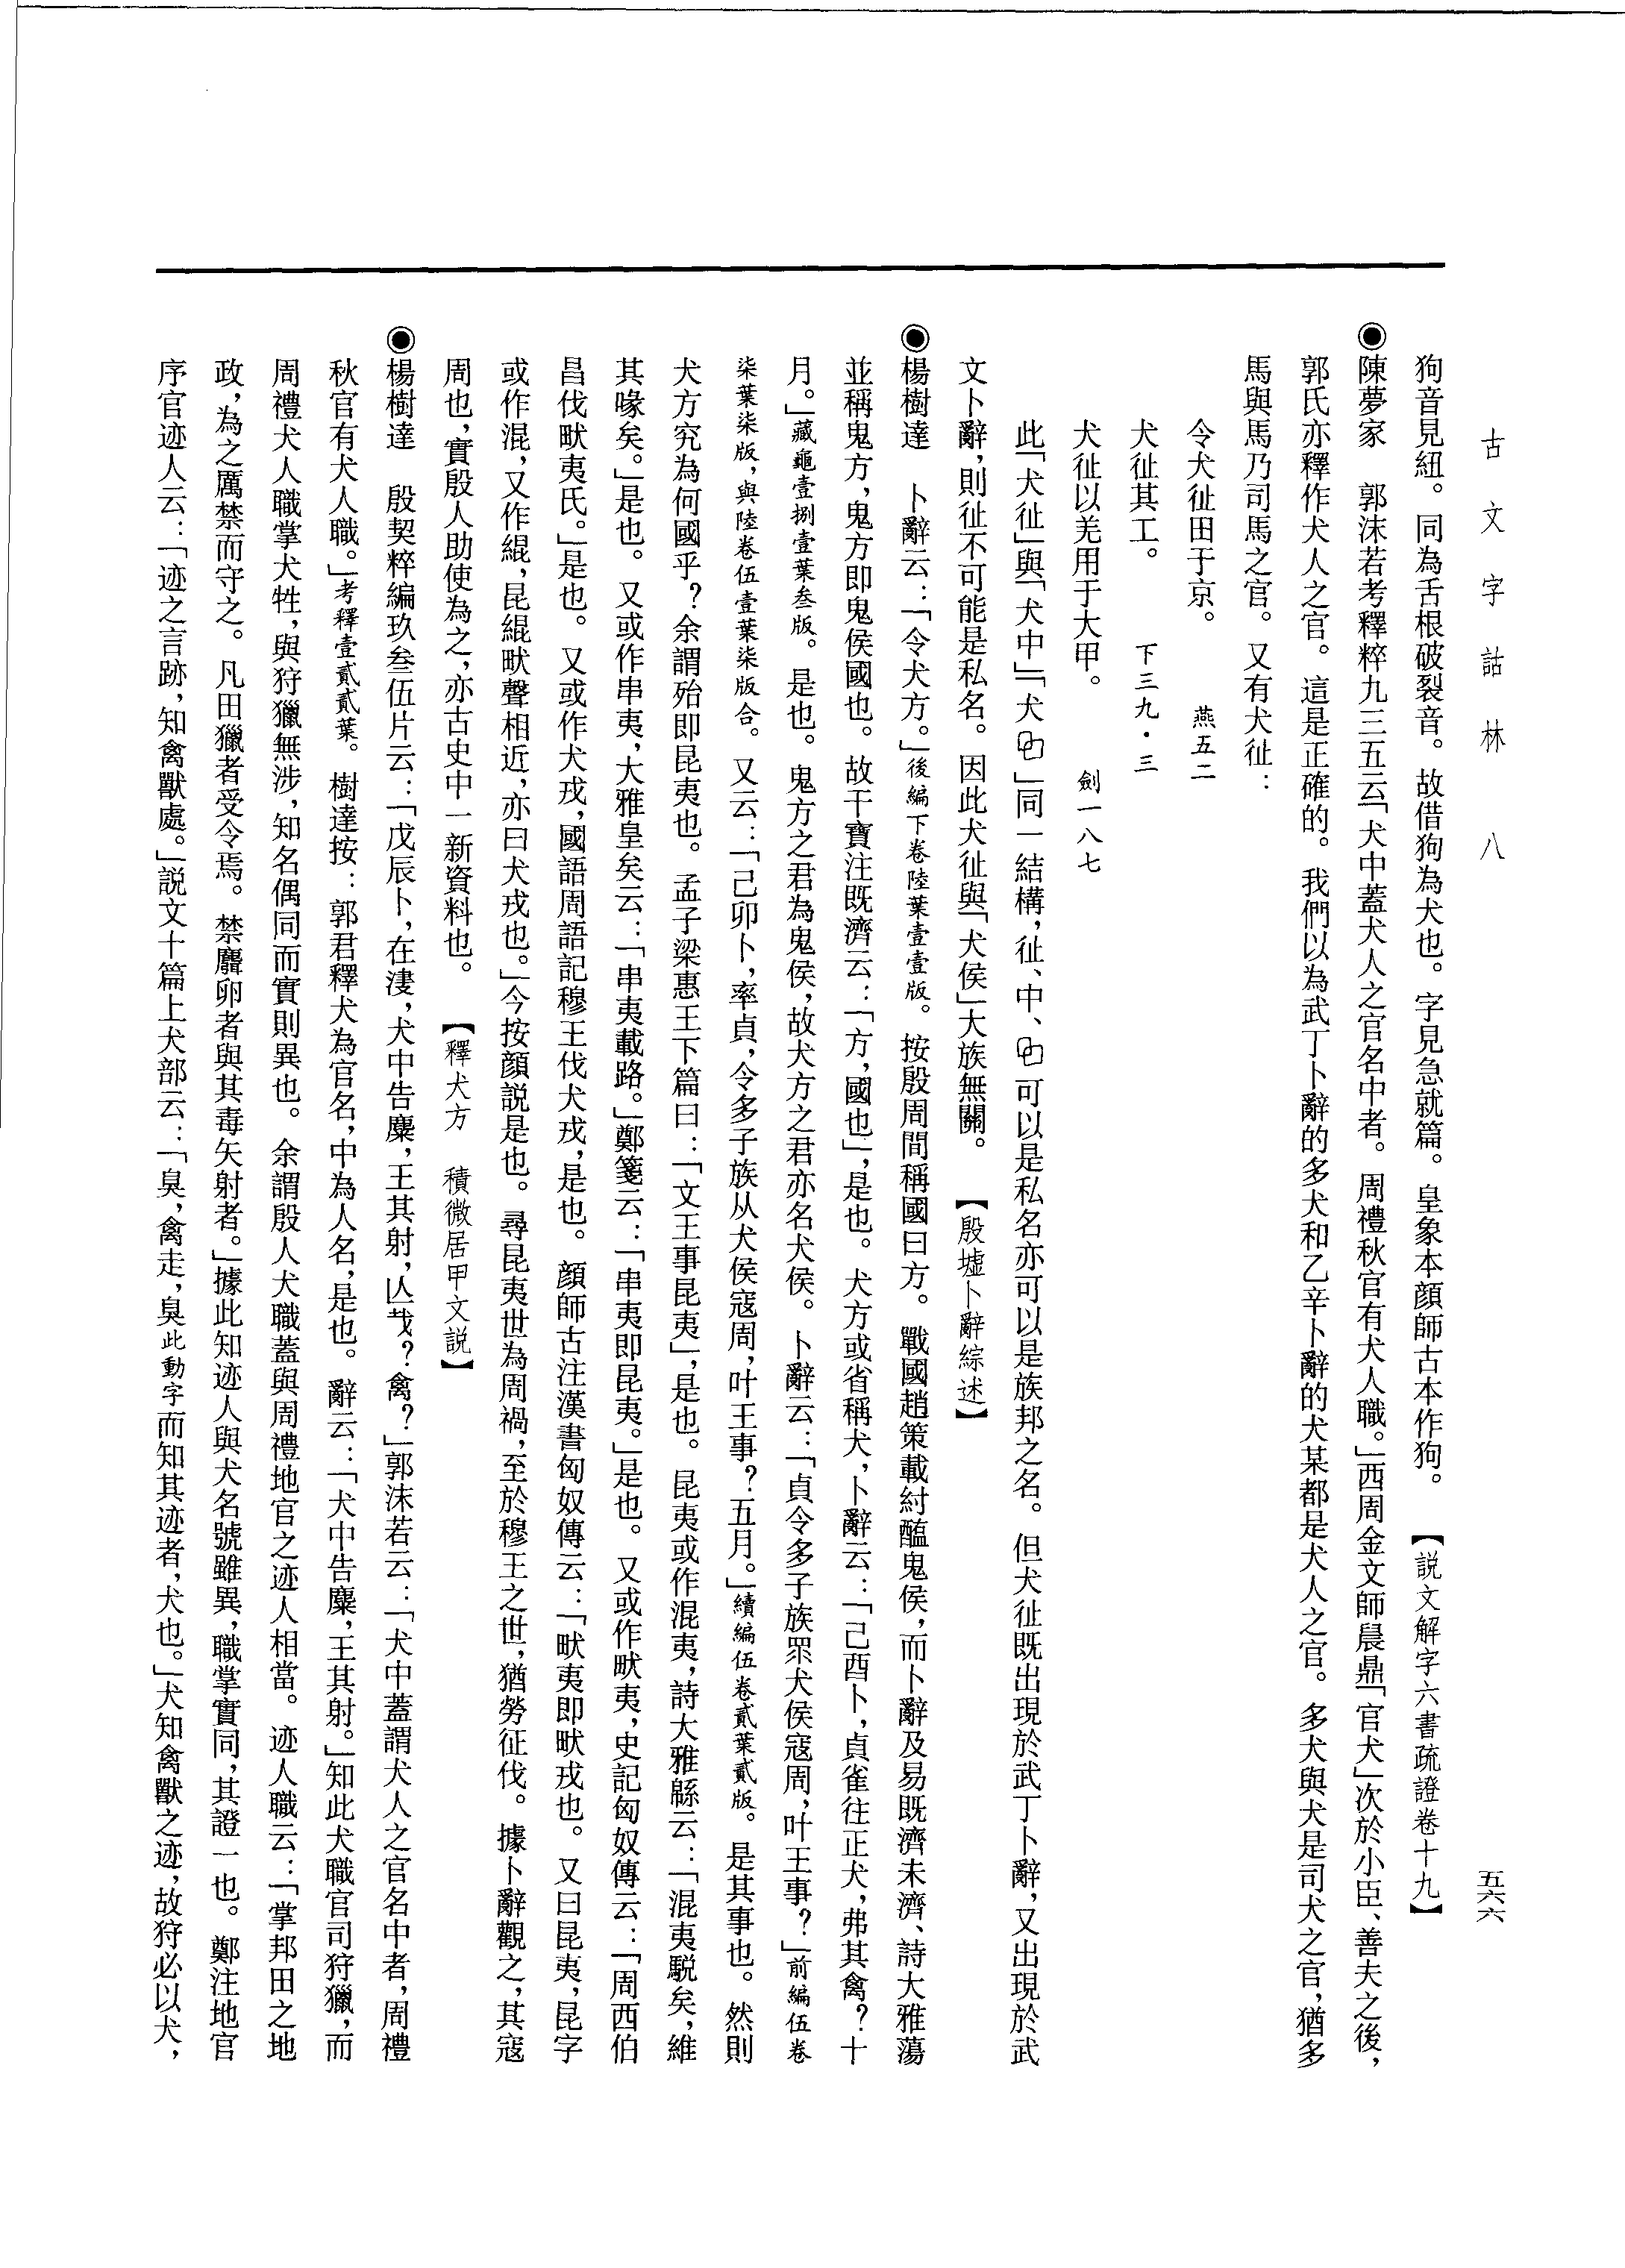 古文字詁林 八
五六六
狗音見紐。同為舌根破裂音。故借狗為犬也。字見急就篇。皇象本顏師古本作狗。【説文解字六書疏證卷十九】
◉陳夢家 郭沫若考釋粹九三五云「犬中蓋犬人之官名中者。周禮秋官有犬人職。」西周金文師晨鼎「官犬」次於小臣、善夫之後，
郭氏亦釋作犬人之官。這是正確的。我們以為武丁卜辭的多犬和乙辛卜辭的犬某都是犬人之官。多犬與犬是司犬之官，猶多
馬與馬乃司馬之官。又有犬㣔：
令犬㣔田于京。 燕五二
犬㣔其工。 下三九·三
犬㣔以羌用于大甲。 劍一八七
此「犬㣔」與「犬中」「犬」同一結構，㣔、中、可以是私名亦可以是族邦之名。但犬㣔既出現於武丁卜辭，又出現於武
文卜辭，則㣔不可能是私名。因此犬㣔與「犬侯」大族無關。【殷墟卜辭綜述】
◉楊樹達 卜辭云：「令犬方。」後編下卷陸葉壹壹版。按殷周間稱國曰方。戰國趙策載紂醢鬼侯，而卜辭及易既濟未濟、詩大雅蕩
並稱鬼方，鬼方即鬼侯國也。故干寶注既濟云：「方，國也」，是也。犬方或省稱犬，卜辭云：「己酉卜，貞雀往正犬，弗其禽？十
月。」藏龜壹捌壹葉叁版。是也。鬼方之君為鬼侯，故犬方之君亦名犬侯。卜辭云：「貞令多子族眔犬侯寇周，叶王事？」前編伍卷
柒葉柒版，與陸卷伍壹葉柒版合。又云：「己卯卜，率貞，令多子族从犬侯寇周，叶王事？五月。」續編伍卷貳葉貳版。是其事也。然則
犬方究為何國乎？余謂殆即昆夷也。孟子梁惠王下篇曰：「文王事昆夷」，是也。昆夷或作混夷，詩大雅緜云：「混夷駾矣，維
其喙矣。」是也。又或作串夷，大雅皇矣云：「串夷載路。」鄭箋云：「串夷即昆夷。」是也。又或作畎夷，史記匈奴傳云：「周西伯
昌伐畎夷氏。」是也。又或作犬戎，國語周語記穆王伐犬戎，是也。顏師古注漢書匈奴傳云：「畎夷即畎戎也。又曰昆夷，昆字
或作混，又作緄，昆緄畎聲相近，亦曰犬戎也。」今按顏説是也。尋昆夷世為周禍，至於穆王之世，猶勞征伐。據卜辭觀之，其寇
周也，實殷人助使為之，亦古史中一新資料也。【釋犬方 積微居甲文説】
◉楊樹達 殷契粹編玖叁伍片云：「戊辰卜，在淒，犬中告麋，王其射，亾𢦔？禽？」郭沫若云：「犬中蓋謂犬人之官名中者，周禮
秋官有犬人職。」考釋壹貳貳葉。樹達按：郭君釋犬為官名，中為人名，是也。辭云：「犬中告麋，王其射。」知此犬職官司狩獵，而
周禮犬人職掌犬牲，與狩獵無涉，知名偶同而實則異也。余謂殷人犬職蓋與周禮地官之迹人相當。迹人職云：「掌邦田之地
政，為之厲禁而守之。凡田獵者受令焉。禁麛卵者與其毒矢射者。」據此知迹人與犬名號雖異，職掌實同，其證一也。鄭注地官
序官迹人云：「迹之言跡，知禽獸處。」説文十篇上犬部云：「臭，禽走，臭此動字而知其迹者，犬也。」犬知禽獸之迹，故狩必以犬，